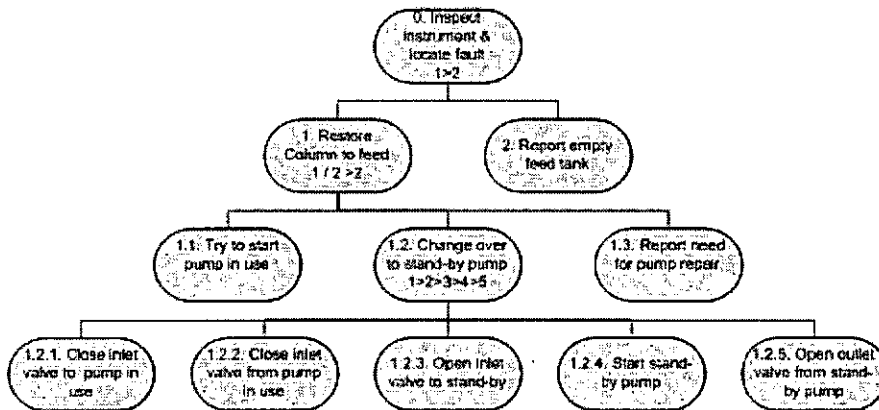 0. Inspect
instrument &
locate fault
1>2
1. Restore
Column to feed
1 / 2 >2
2. Report empty
feed tank
1.1. Try to start
pump in use
1.2. Change over
to stand-by pump
1>2>3>4>5
1.3. Report need
for pump repair
1.2.1. Close inlet
valve to pump in
use
1.2.2. Close inlet
valve from pump
in use
1.2.3. Open inlet
valve to stand-by
1.2.4. Start stand-
by pump
1.2.5. Open outlet
valve from stand-
by pump